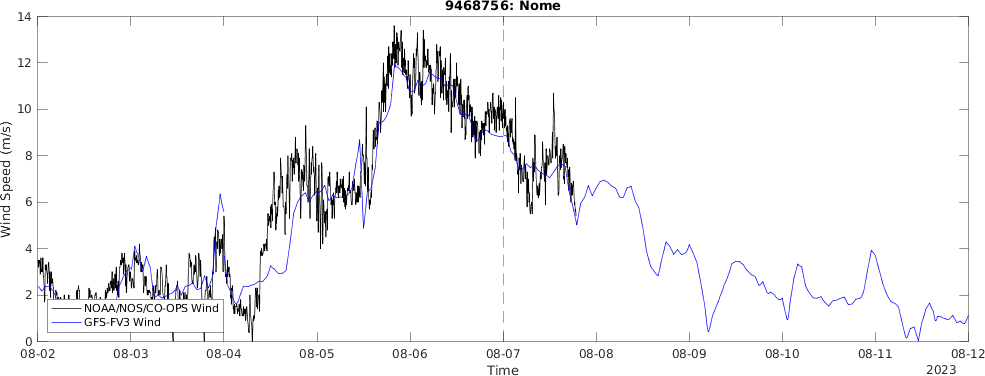 9468756: Nome
Wind Speed (m/s)
14
12
10
8
6
4
2
0
NOAA/NOS/CO-OPS Wind
GFS-FV3 Wind
08-02 08-03 08-04 08-05 08-06 08-07 08-08 08-09 08-10 08-11 08-12
Time
2023